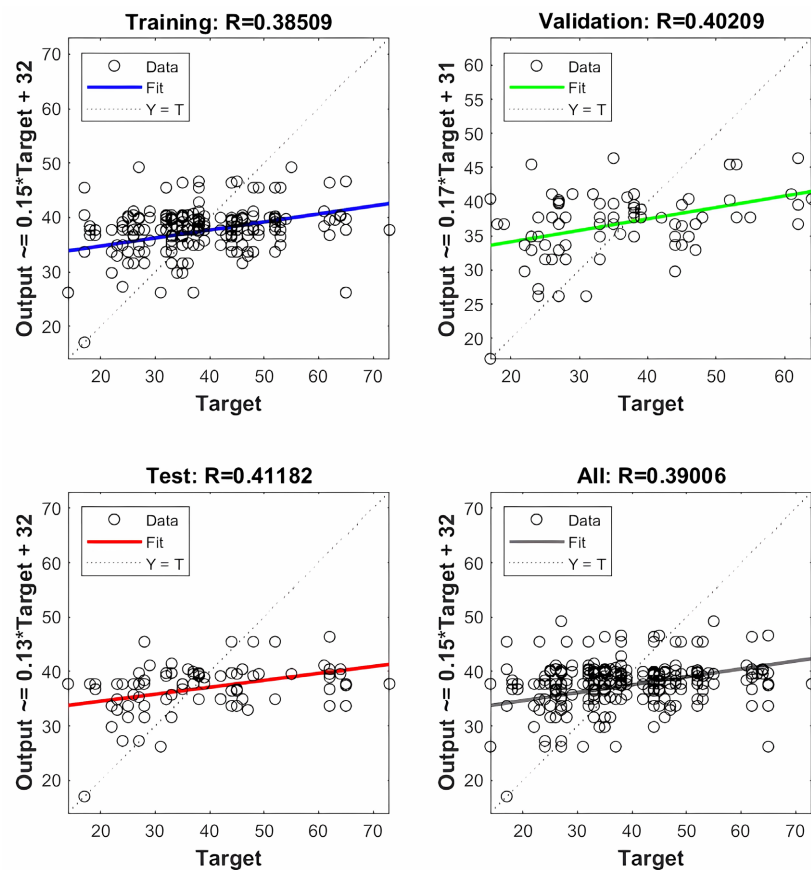 Training: R=0.38509
Output ~= 0.15*Target + 32
70
60
50
40
30
20
Data
Fit
Y = T
20 30 40 50 60 70
Target
Validation: R=0.40209
Output ~= 0.17*Target + 31
60
55
50
45
40
35
30
25
20
Data
Fit
Y = T
20 30 40 50 60
Target
Test: R=0.41182
Output ~= 0.13*Target + 32
70
60
50
40
30
20
Data
Fit
Y = T
20 30 40 50 60 70
Target
All: R=0.39006
Output ~= 0.15*Target + 32
70
60
50
40
30
20
Data
Fit
Y = T
20 30 40 50 60 70
Target